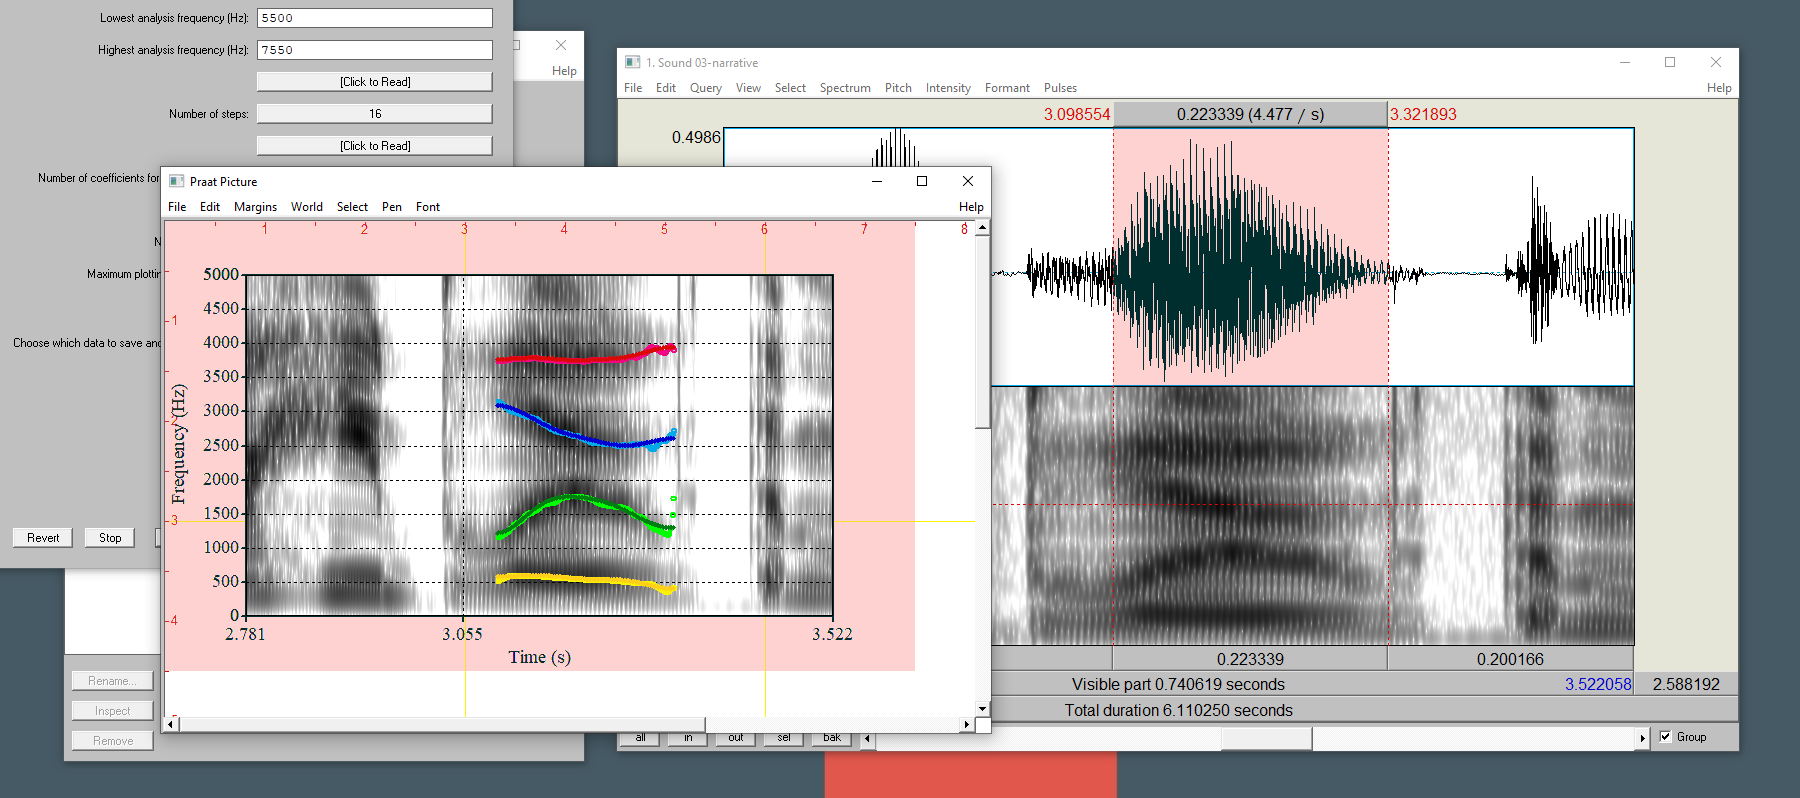 Lowest analysis frequency (Hz): 5500
Highest analysis frequency (Hz): 7550
[Click to Read]
Number of steps: 16
[Click to Read]
Number of coefficients for
Maximum plottin
Choose which data to save and
Revert Stop
Help
Rename...
Inspect
Remove
Praat Picture
File Edit Margins World Select Pen Font Help
1 2 3 4 5 6 7 8
1
2
3
4
5000
4500
4000
3500
3000
2500
2000
1500
1000
500
0
Frequency (Hz)
2.781 3.055 3.522
Time (s)
1. Sound 03-narrative
File Edit Query View Select Spectrum Pitch Intensity Formant Pulses Help
3.098554 0.223339 (4.477 / s) 3.321893
0.4986
0.223339 0.200166
Visible part 0.740619 seconds 3.522058 2.588192
Total duration 6.110250 seconds
all in out sel bak Group